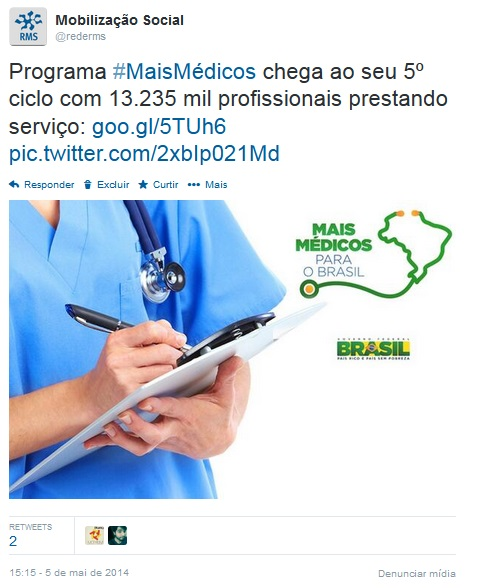 RMS
Mobilização Social
@rederms
Programa #MaisMédicos chega ao seu 5º
ciclo com 13.235 mil profissionais prestando
serviço: goo.gl/5TUh6
pic.twitter.com/2xbIp021Md
Responder Excluir Curtir Mais
MAIS
MÉDICOS
PARA
O BRASIL
GOVERNO FEDERAL
BRASIL
PAÍS RICO É PAÍS SEM POBREZA
RETWEETS
2
15:15 - 5 de mai de 2014
Denunciar mídia